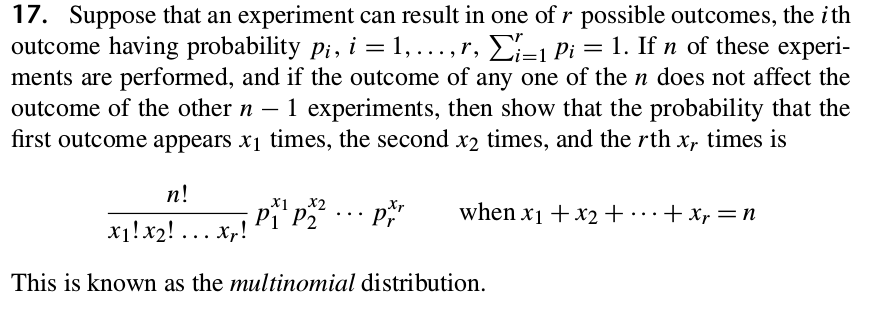 17. Suppose that an experiment can result in one of r possible outcomes, the ith
outcome having probability pᵢ, i = 1, . . . , r, ∑ʳᵢ₌₁ pᵢ = 1. If n of these experi-
ments are performed, and if the outcome of any one of the n does not affect the
outcome of the other n − 1 experiments, then show that the probability that the
first outcome appears x₁ times, the second x₂ times, and the rth xᵣ times is
n! / (x₁! x₂! . . . xᵣ!) p₁^x₁ p₂^x₂ · · · pᵣ^xᵣ when x₁ + x₂ + · · · + xᵣ = n
This is known as the multinomial distribution.